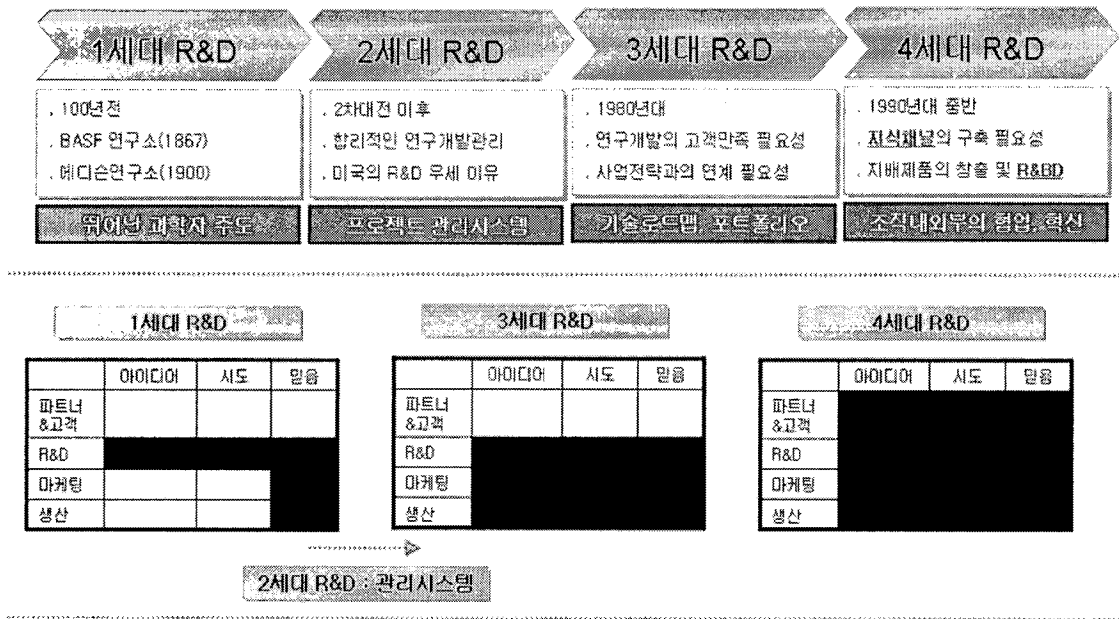 1세대 R&D
2세대 R&D
3세대 R&D
4세대 R&D
. 100년전
. BASF 연구소(1867)
. 에디슨연구소(1900)
. 2차대전 이후
. 합리적인 연구개발관리
. 미국의 R&D 우세 이유
. 1980년대
. 연구개발의 고객만족 필요성
. 사업전략과의 연계 필요성
. 1990년대 중반
. 지식채널의 구축 필요성
. 지배제품의 창출 및 R&BD
뛰어난 과학자 주도
프로젝트 관리시스템
기술로드맵, 포트폴리오
조직내외부의 협업, 혁신
1세대 R&D
아이디어 시도 믿음
파트너
&고객
R&D
마케팅
생산
3세대 R&D
아이디어 시도 믿음
파트너
&고객
R&D
마케팅
생산
4세대 R&D
아이디어 시도 믿음
파트너
&고객
R&D
마케팅
생산
2세대 R&D : 관리시스템